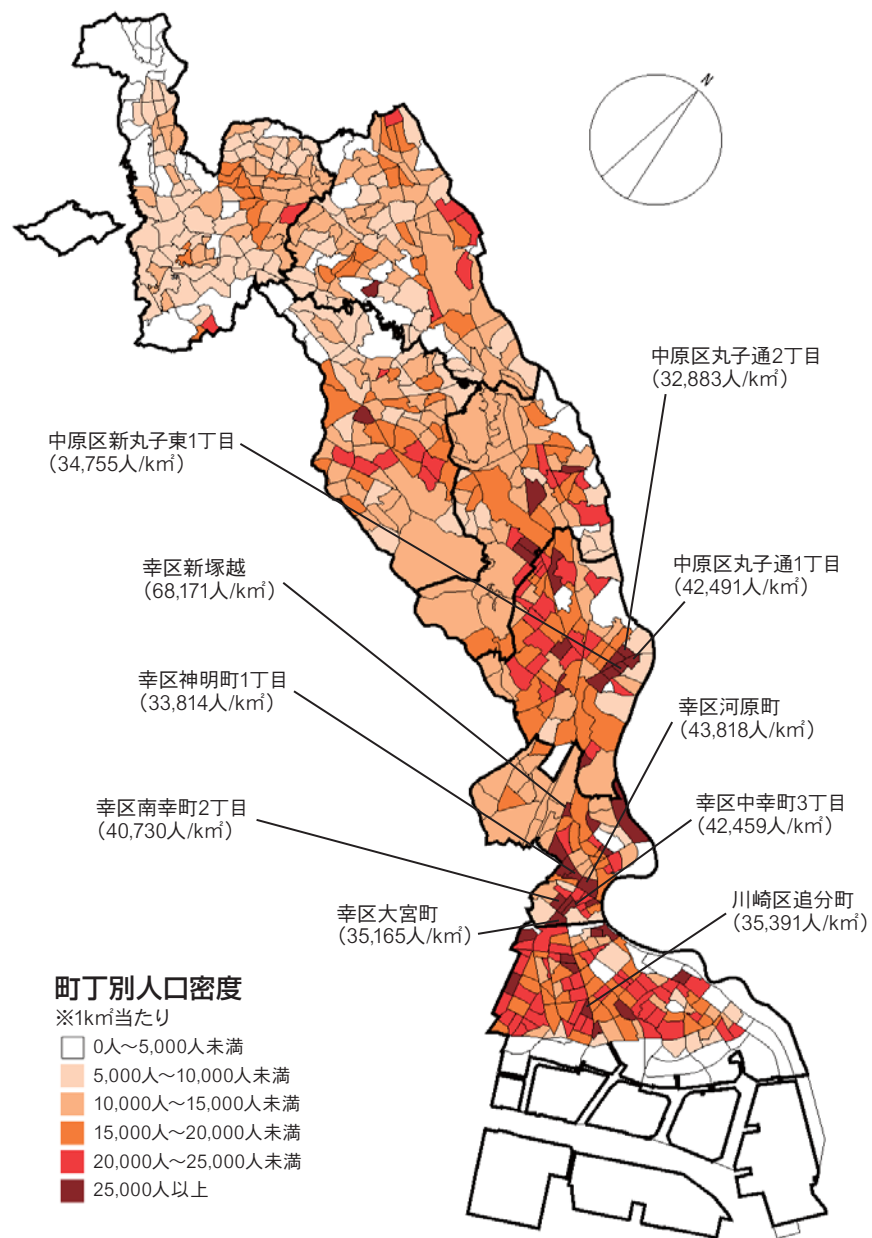 N
中原区丸子通2丁目
（32,883人/k㎡）
中原区新丸子東1丁目
（34,755人/k㎡）
中原区丸子通1丁目
（42,491人/k㎡）
幸区新塚越
（68,171人/k㎡）
幸区神明町1丁目
（33,814人/k㎡）
幸区河原町
（43,818人/k㎡）
幸区南幸町2丁目
（40,730人/k㎡）
幸区中幸町3丁目
（42,459人/k㎡）
幸区大宮町
（35,165人/k㎡）
川崎区追分町
（35,391人/k㎡）
町丁別人口密度
※1k㎡当たり
0人～5,000人未満
5,000人～10,000人未満
10,000人～15,000人未満
15,000人～20,000人未満
20,000人～25,000人未満
25,000人以上